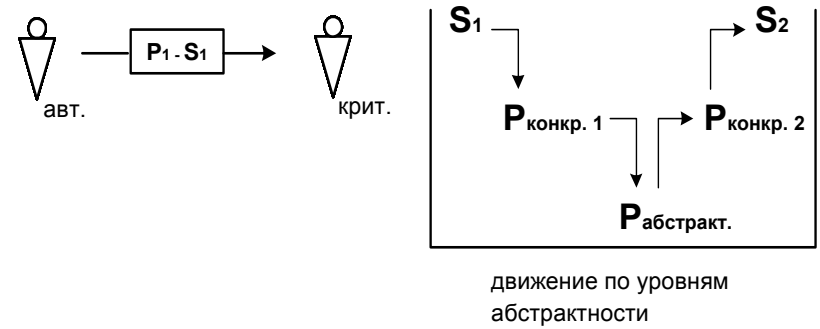 P1 - S1
авт.
крит.
S1
S2
Pконкр. 1
Pконкр. 2
Pабстракт.
движение по уровням
абстрактности